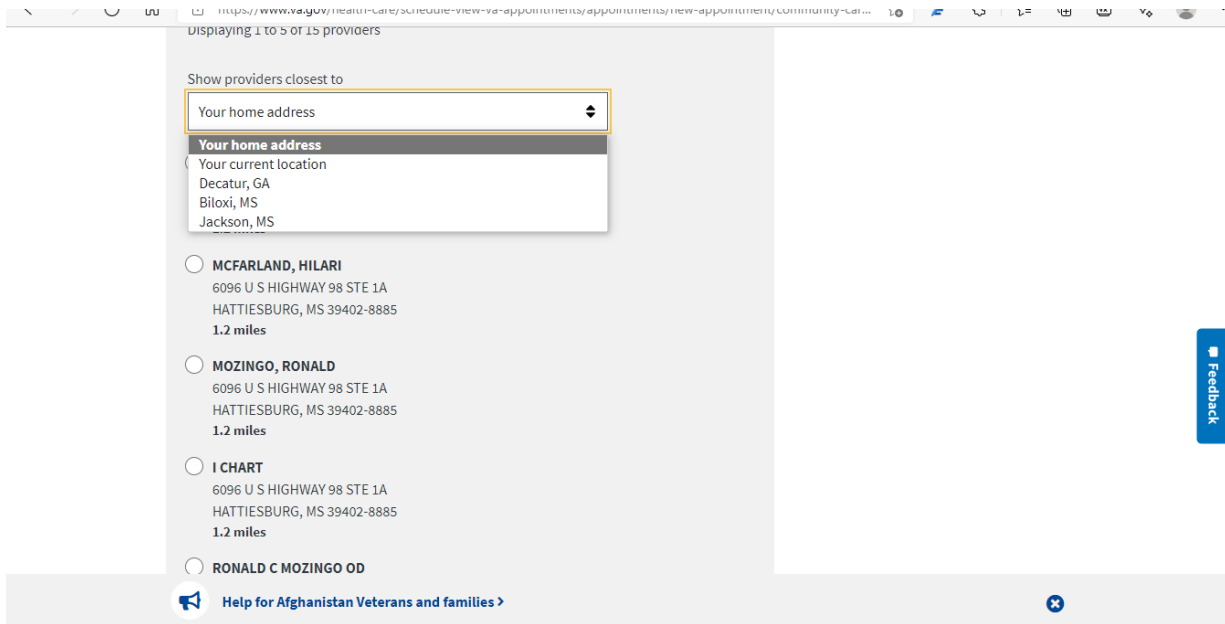 https://www.va.gov/health-care/schedule-view-va-appointments/appointments/new-appointment/community-car...
Displaying 1 to 5 of 15 providers
Show providers closest to
Your home address
Your home address
Your current location
Decatur, GA
Biloxi, MS
Jackson, MS
MCFARLAND, HILARI
6096 U S HIGHWAY 98 STE 1A
HATTIESBURG, MS 39402-8885
1.2 miles
MOZINGO, RONALD
6096 U S HIGHWAY 98 STE 1A
HATTIESBURG, MS 39402-8885
1.2 miles
Feedback
I CHART
6096 U S HIGHWAY 98 STE 1A
HATTIESBURG, MS 39402-8885
1.2 miles
RONALD C MOZINGO OD
Help for Afghanistan Veterans and families >